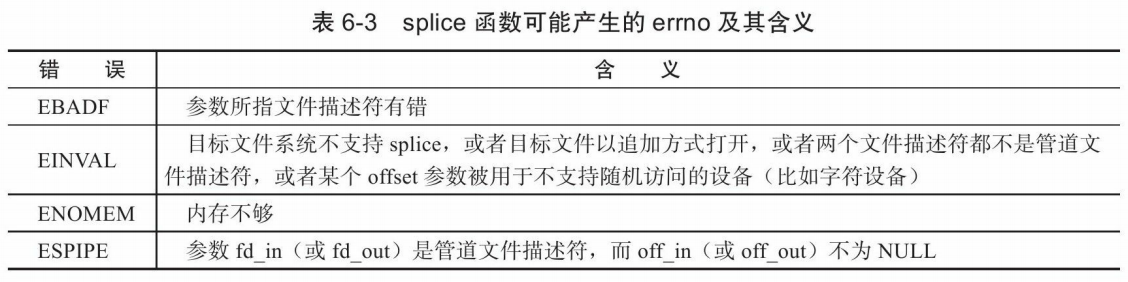 表 6-3 splice 函数可能产生的 errno 及其含义
错 误 含 义
EBADF 参数所指文件描述符有错
EINVAL 目标文件系统不支持 splice，或者目标文件以追加方式打开，或者两个文件描述符都不是管道文
件描述符，或者某个 offset 参数被用于不支持随机访问的设备（比如字符设备）
ENOMEM 内存不够
ESPIPE 参数 fd_in（或 fd_out）是管道文件描述符，而 off_in（或 off_out）不为 NULL